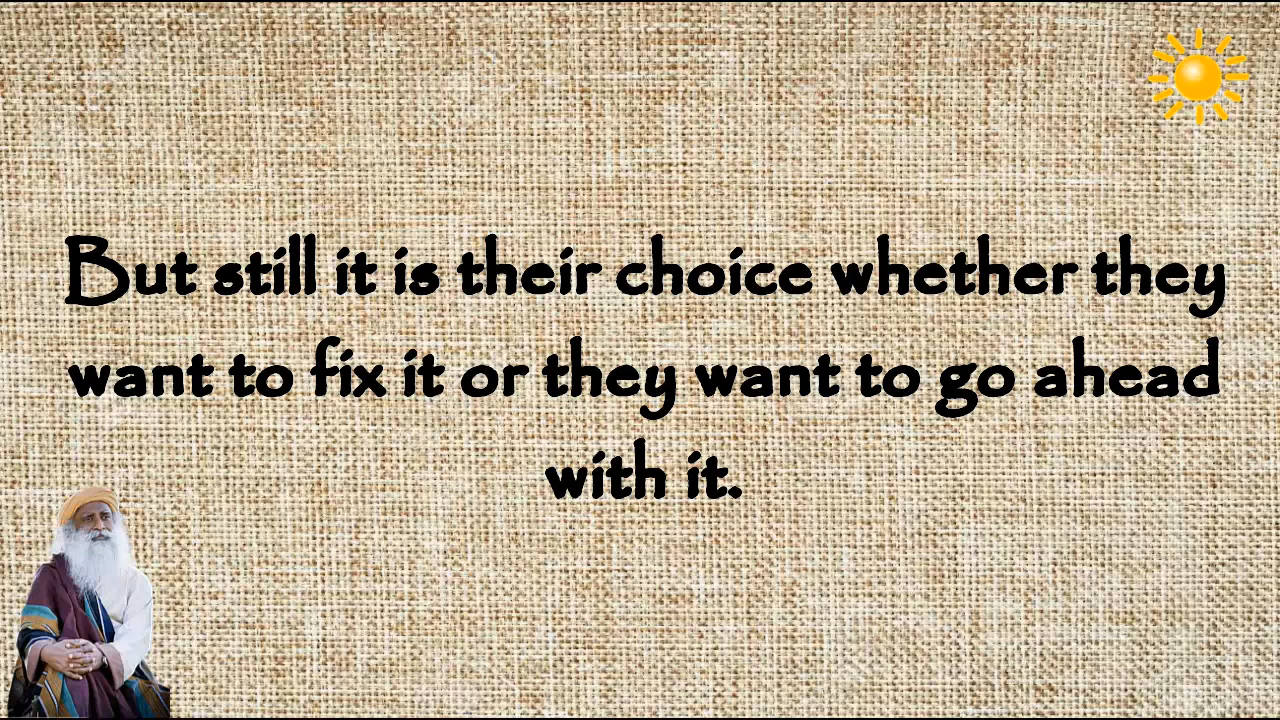 But still it is their choice whether they
want to fix it or they want to go ahead
with it.